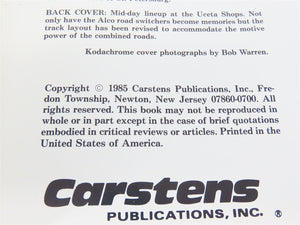 BACK COVER: Mid-day lineup at the Uceta Shops. Not
only have the Alco road switchers become memories but the
track layout has been revised to accommodate the motive
power of the combined roads.
Kodachrome cover photographs by Bob Warren.
Copyright © 1985 Carstens Publications, Inc., Fre-
don Township, Newton, New Jersey 07860-0700. All
rights reserved. This book may not be reproduced
in whole or in part except in the case of brief quotations
embodied in critical reviews or articles. Printed in the
United States of America.
Carstens
PUBLICATIONS, INC. ®